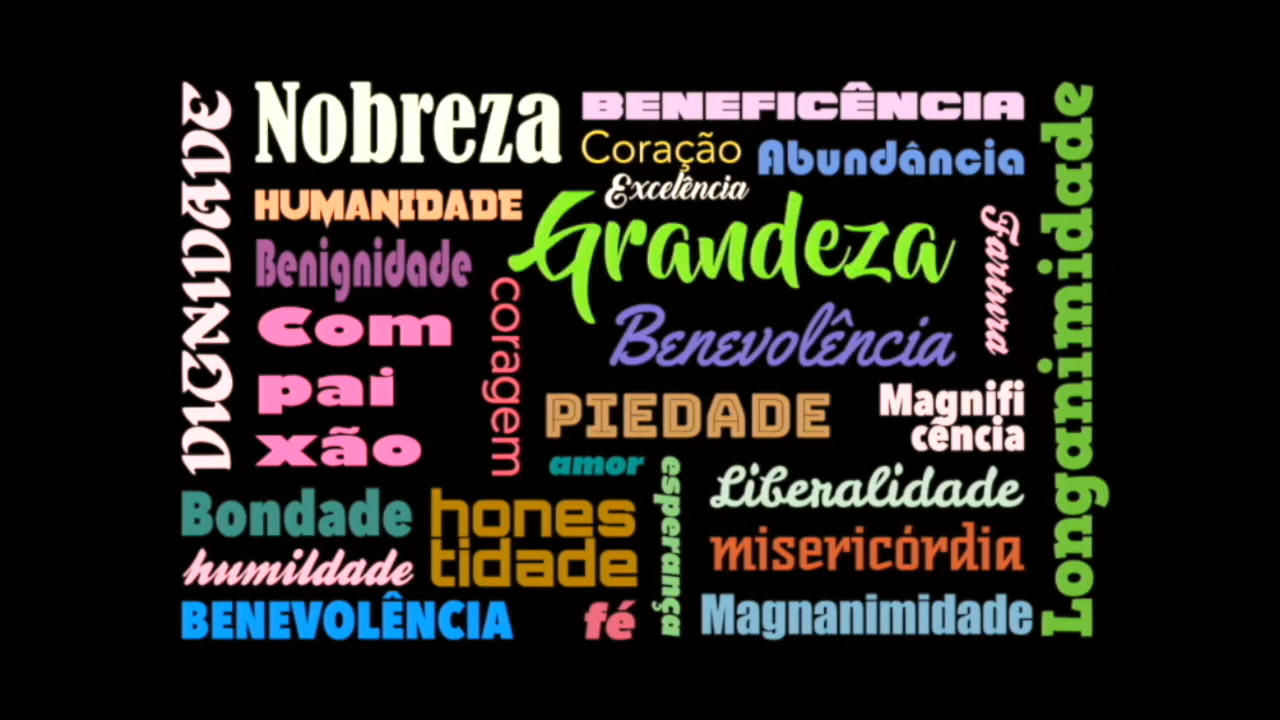 DIGNIDADE
Nobreza
BENEFICÊNCIA
Coração
Abundância
Excelência
HUMANIDADE
Grandeza
Fartura
Longanimidade
Benignidade
coragem
Com
pai
xão
Benevolência
PIEDADE
Magnifi
cência
amor
esperança
Liberalidade
Bondade
hones
tidade
misericórdia
humildade
BENEVOLÊNCIA
fé
Magnanimidade